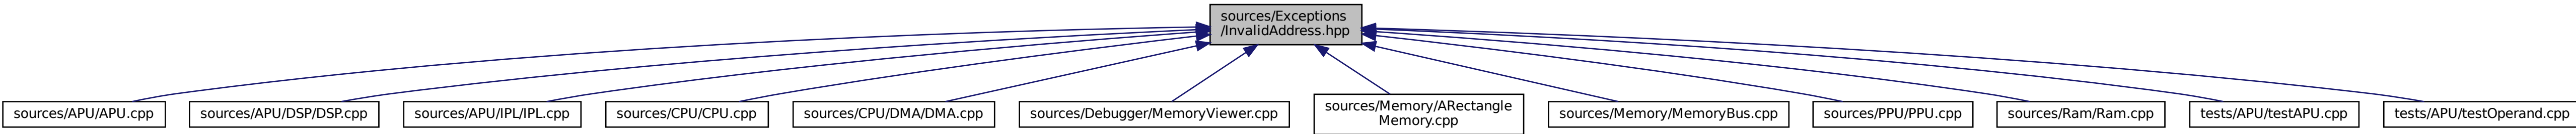 sources/Exceptions
/InvalidAddress.hpp
sources/APU/APU.cpp
sources/APU/DSP/DSP.cpp
sources/APU/IPL/IPL.cpp
sources/CPU/CPU.cpp
sources/CPU/DMA/DMA.cpp
sources/Debugger/MemoryViewer.cpp
sources/Memory/ARectangle
Memory.cpp
sources/Memory/MemoryBus.cpp
sources/PPU/PPU.cpp
sources/Ram/Ram.cpp
tests/APU/testAPU.cpp
tests/APU/testOperand.cpp